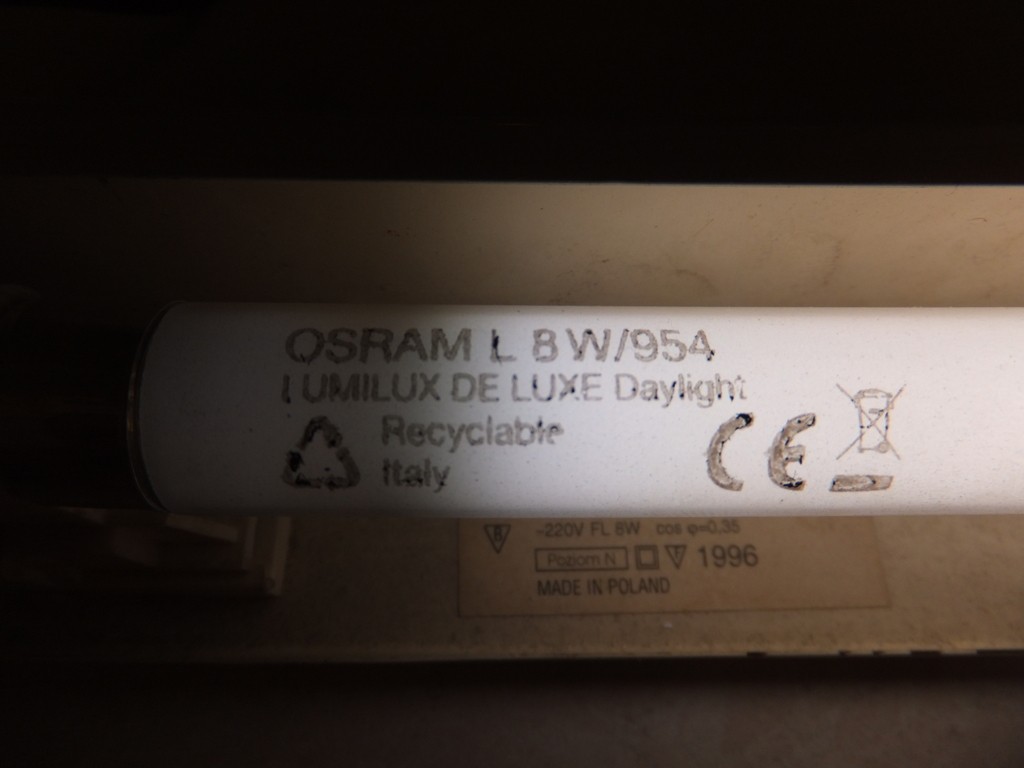 OSRAM L 8 W/954
LUMILUX DE LUXE Daylight
Recyclable
Italy
CE
~220V FL 8W cos φ=0,35
Poziom N 1996
MADE IN POLAND